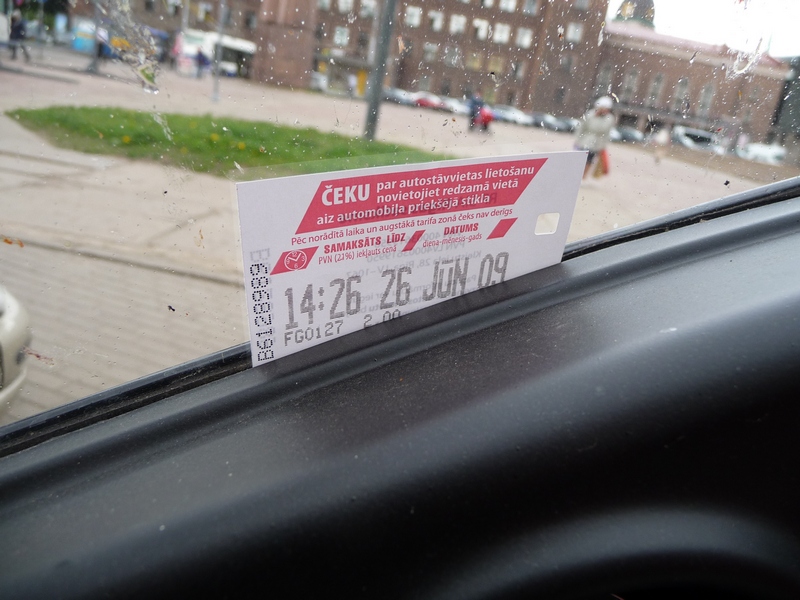 ČEKU par autostāvvietas lietošanu
novietojiet redzamā vietā
aiz automobiļa priekšējā stikla
Pēc norādītā laika un augstākā tarifa zonā čeks nav derīgs
SAMAKSĀTS LĪDZ DATUMS
PVN (21%) iekļauts cenā diena-mēnesis-gads
14:26 26 JŪN 09
FG0127 2.00